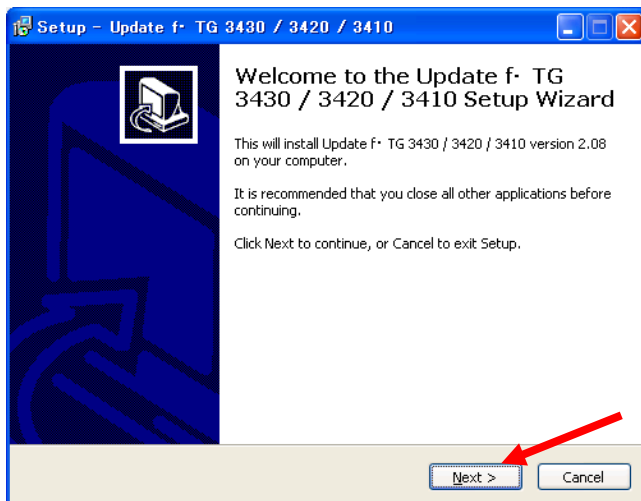 Setup - Update f· TG 3430 / 3420 / 3410
Welcome to the Update f· TG
3430 / 3420 / 3410 Setup Wizard
This will install Update f· TG 3430 / 3420 / 3410 version 2.08
on your computer.
It is recommended that you close all other applications before
continuing.
Click Next to continue, or Cancel to exit Setup.
Next >
Cancel